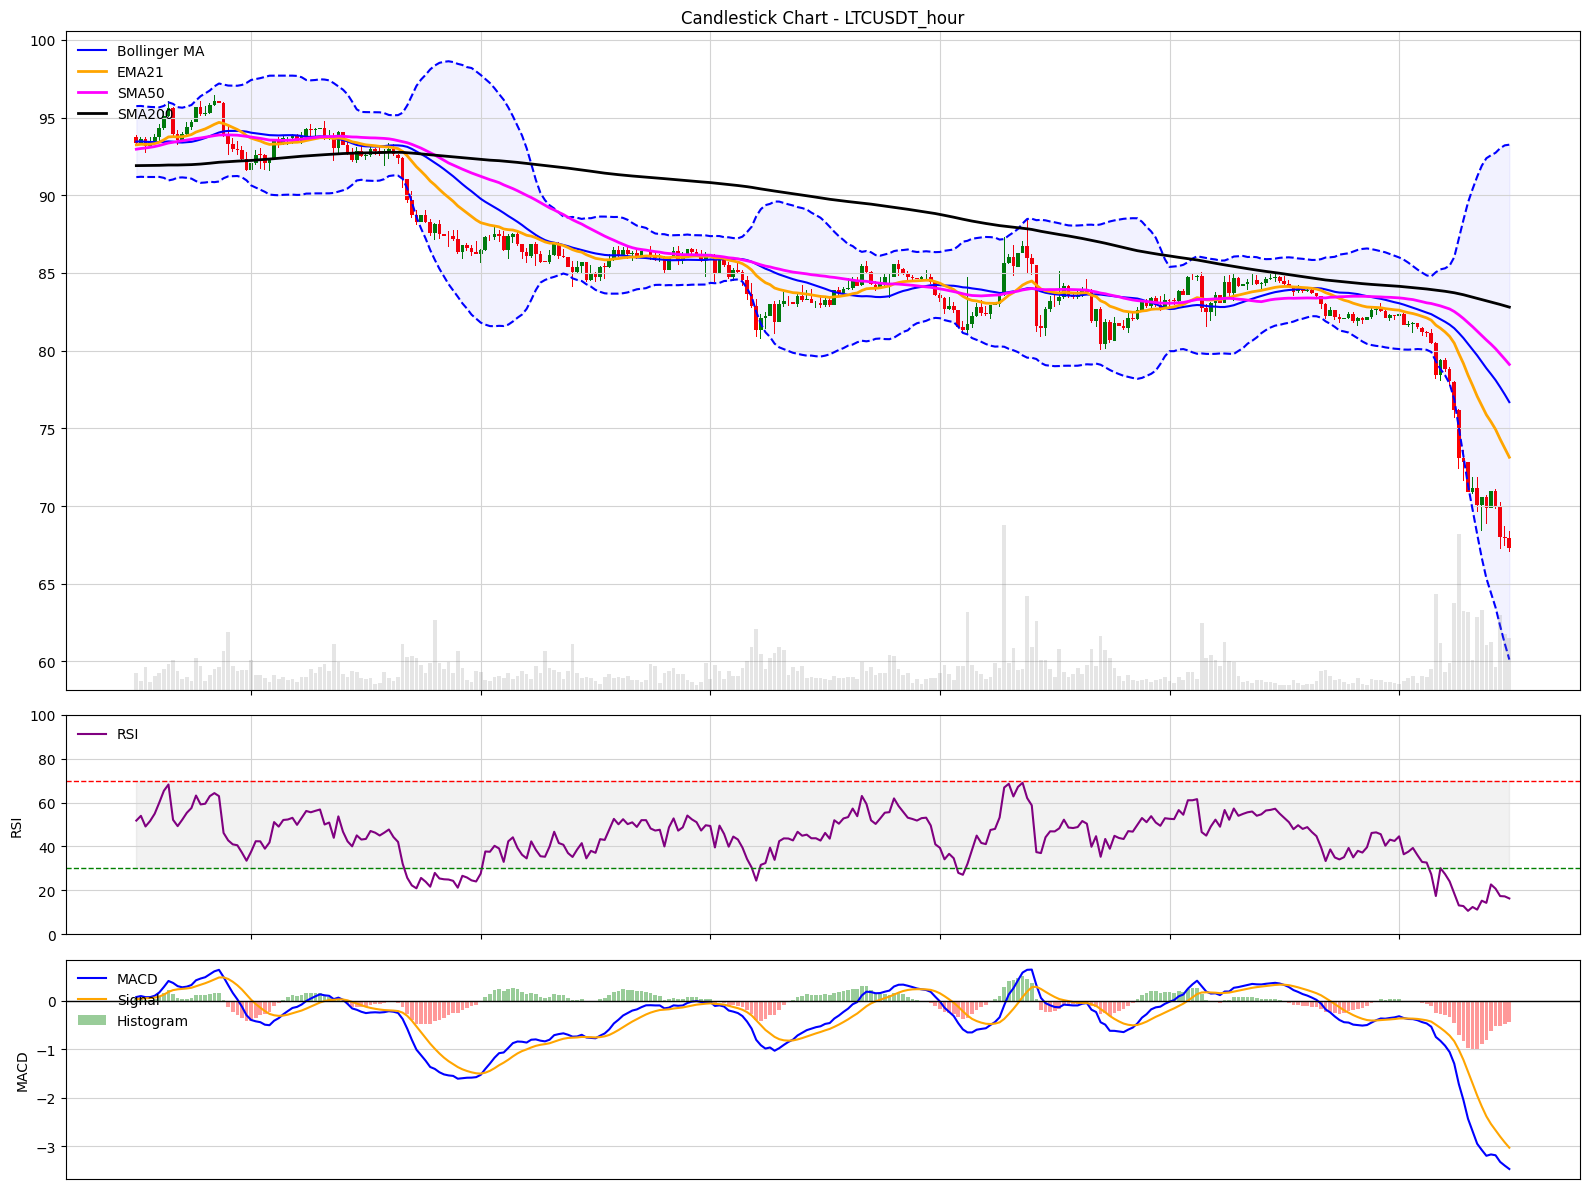 Candlestick Chart - LTCUSDT_hour
100
95
90
85
80
75
70
65
60
Bollinger MA
EMA21
SMA50
SMA200
RSI
100
80
60
40
20
0
RSI
MACD
0
−1
−2
−3
MACD
Signal
Histogram